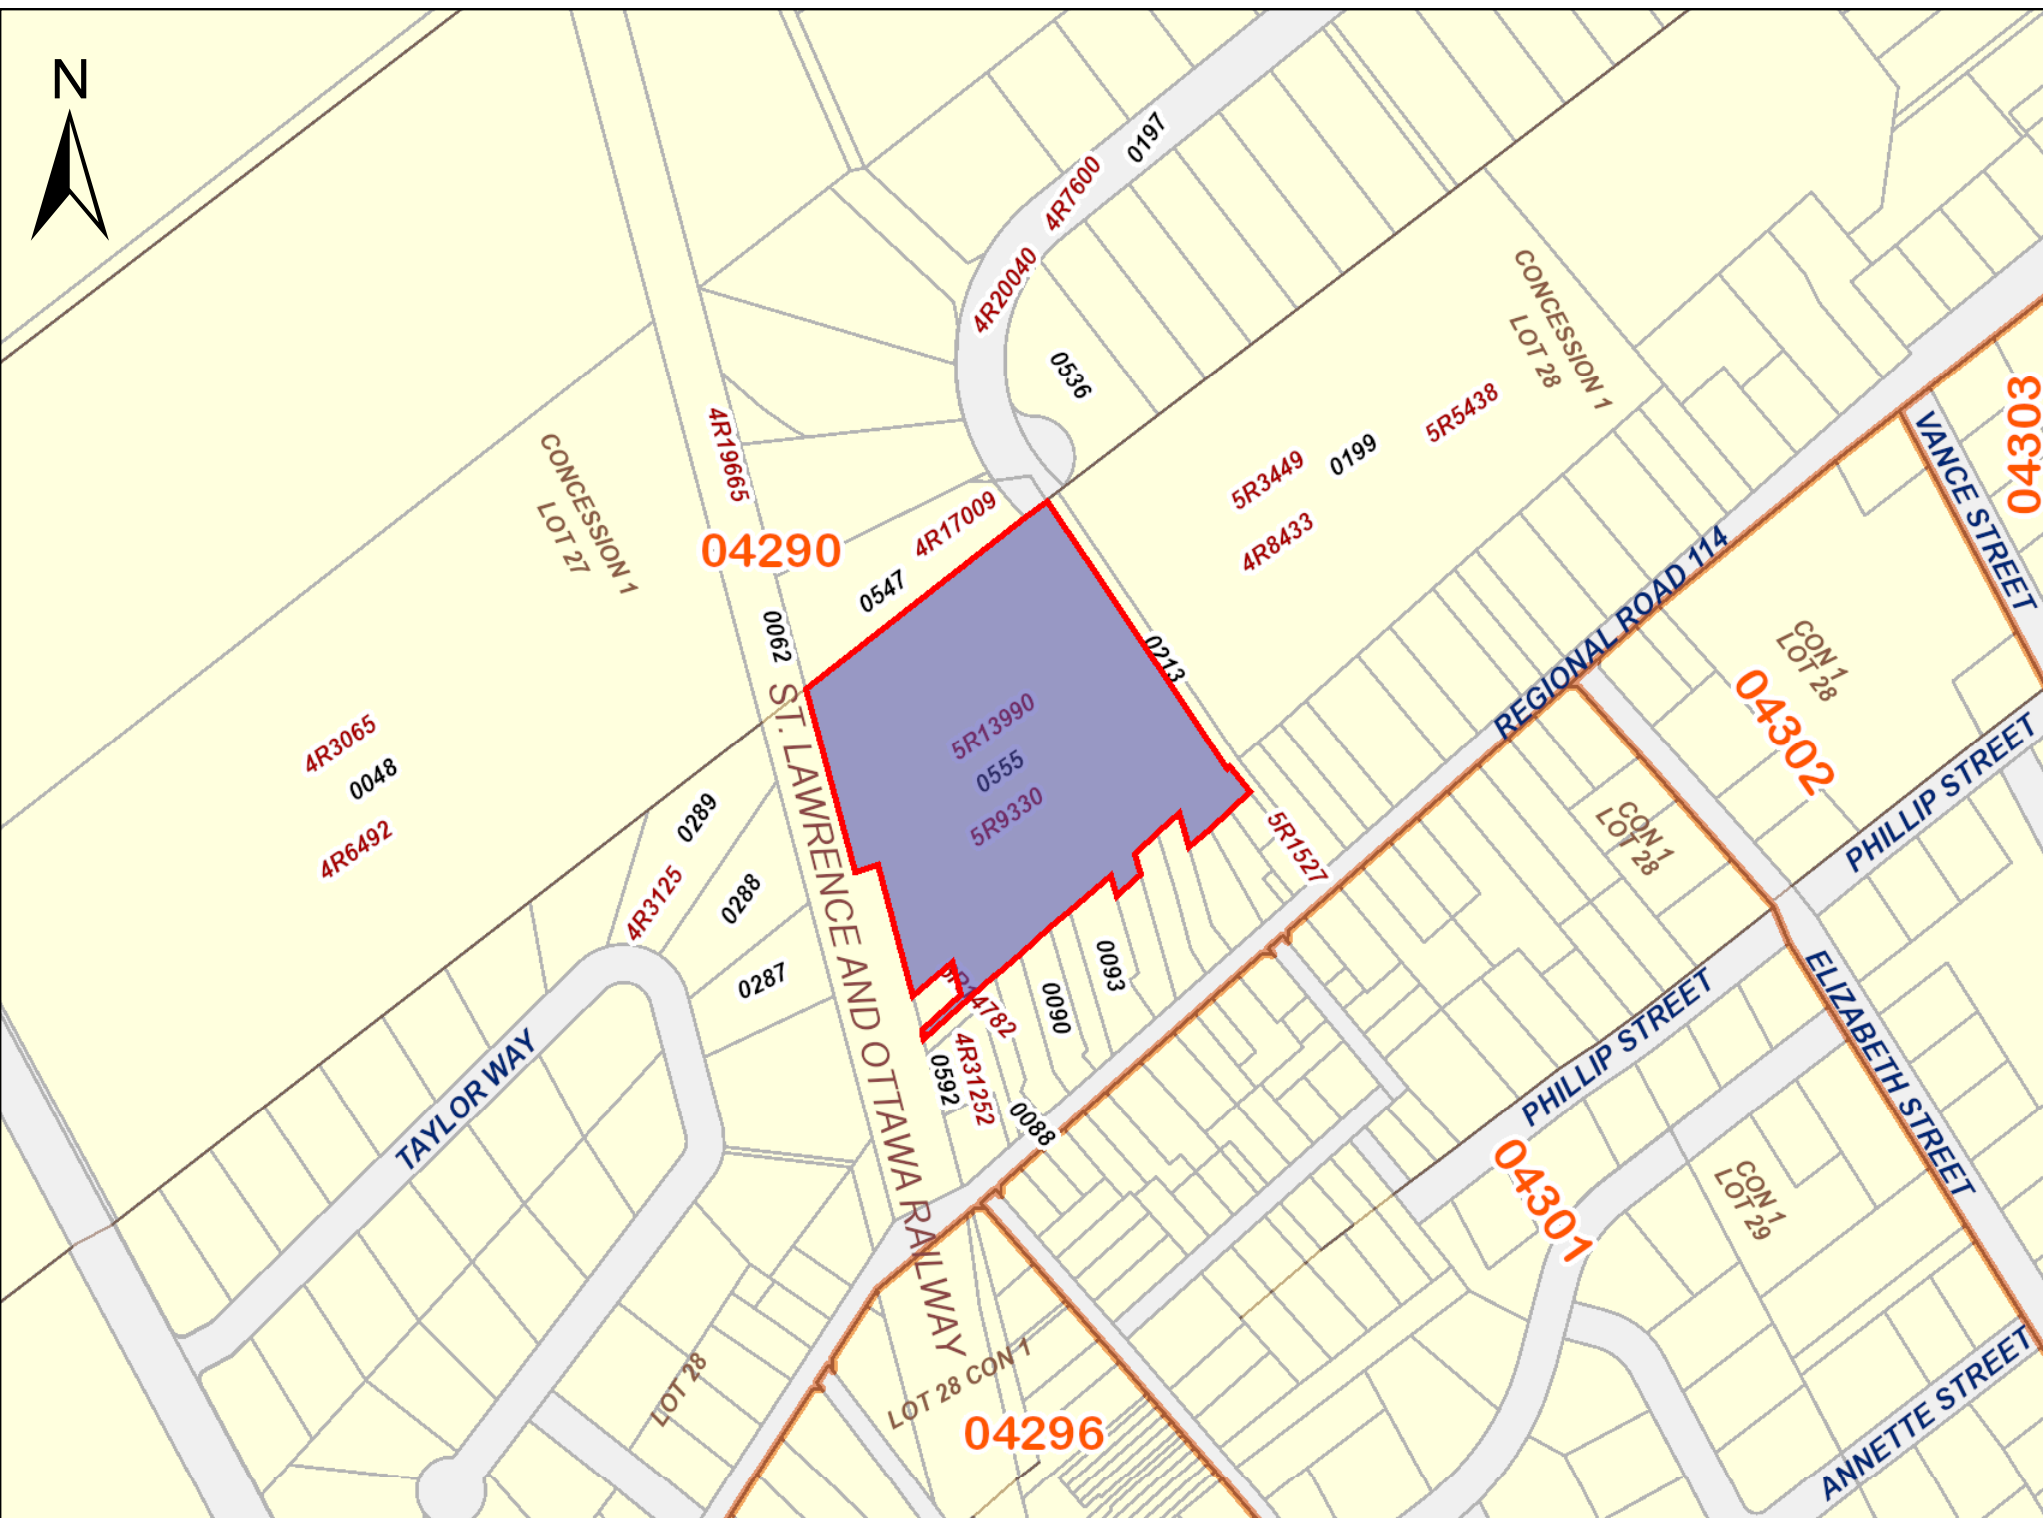 N
0197
4R7600
4R20040
0536
CONCESSION 1
LOT 28
04303
5R5438
0199
5R3449
4R8433
4R19665
CONCESSION 1
LOT 27
04290
4R17009
0547
VANCE STREET
REGIONAL ROAD 114
0062
0213
CON 1
LOT 28
04302
ST. LAWRENCE AND OTTAWA RAILWAY
5R13990
0555
5R9330
4R3065
0048
4R6492
0289
4R3125
0288
0287
5R1527
CON 1
LOT 28
PHILLIP STREET
0093
0090
4782
4R31252
0592
0088
TAYLOR WAY
PHILLIP STREET
ELIZABETH STREET
04301
CON 1
LOT 29
LOT 28
LOT 28 CON 1
04296
ANNETTE STREET